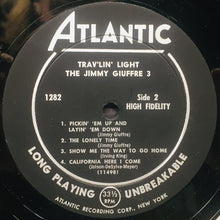 ATLANTIC
TRAV'LIN' LIGHT
THE JIMMY GIUFFRE 3
1282
Side 2
HIGH FIDELITY
1. PICKIN' 'EM UP AND
LAYIN' 'EM DOWN
(Jimmy Giuffre)
2. THE LONELY TIME
(Jimmy Giuffre)
3. SHOW ME THE WAY TO GO HOME
(Irving King)
4. CALIFORNIA HERE I COME
(Jolson-DeSylva-Meyer)
(11498)
LONG PLAYING 33⅓ RPM UNBREAKABLE
ATLANTIC RECORDING CORP., NEW YORK